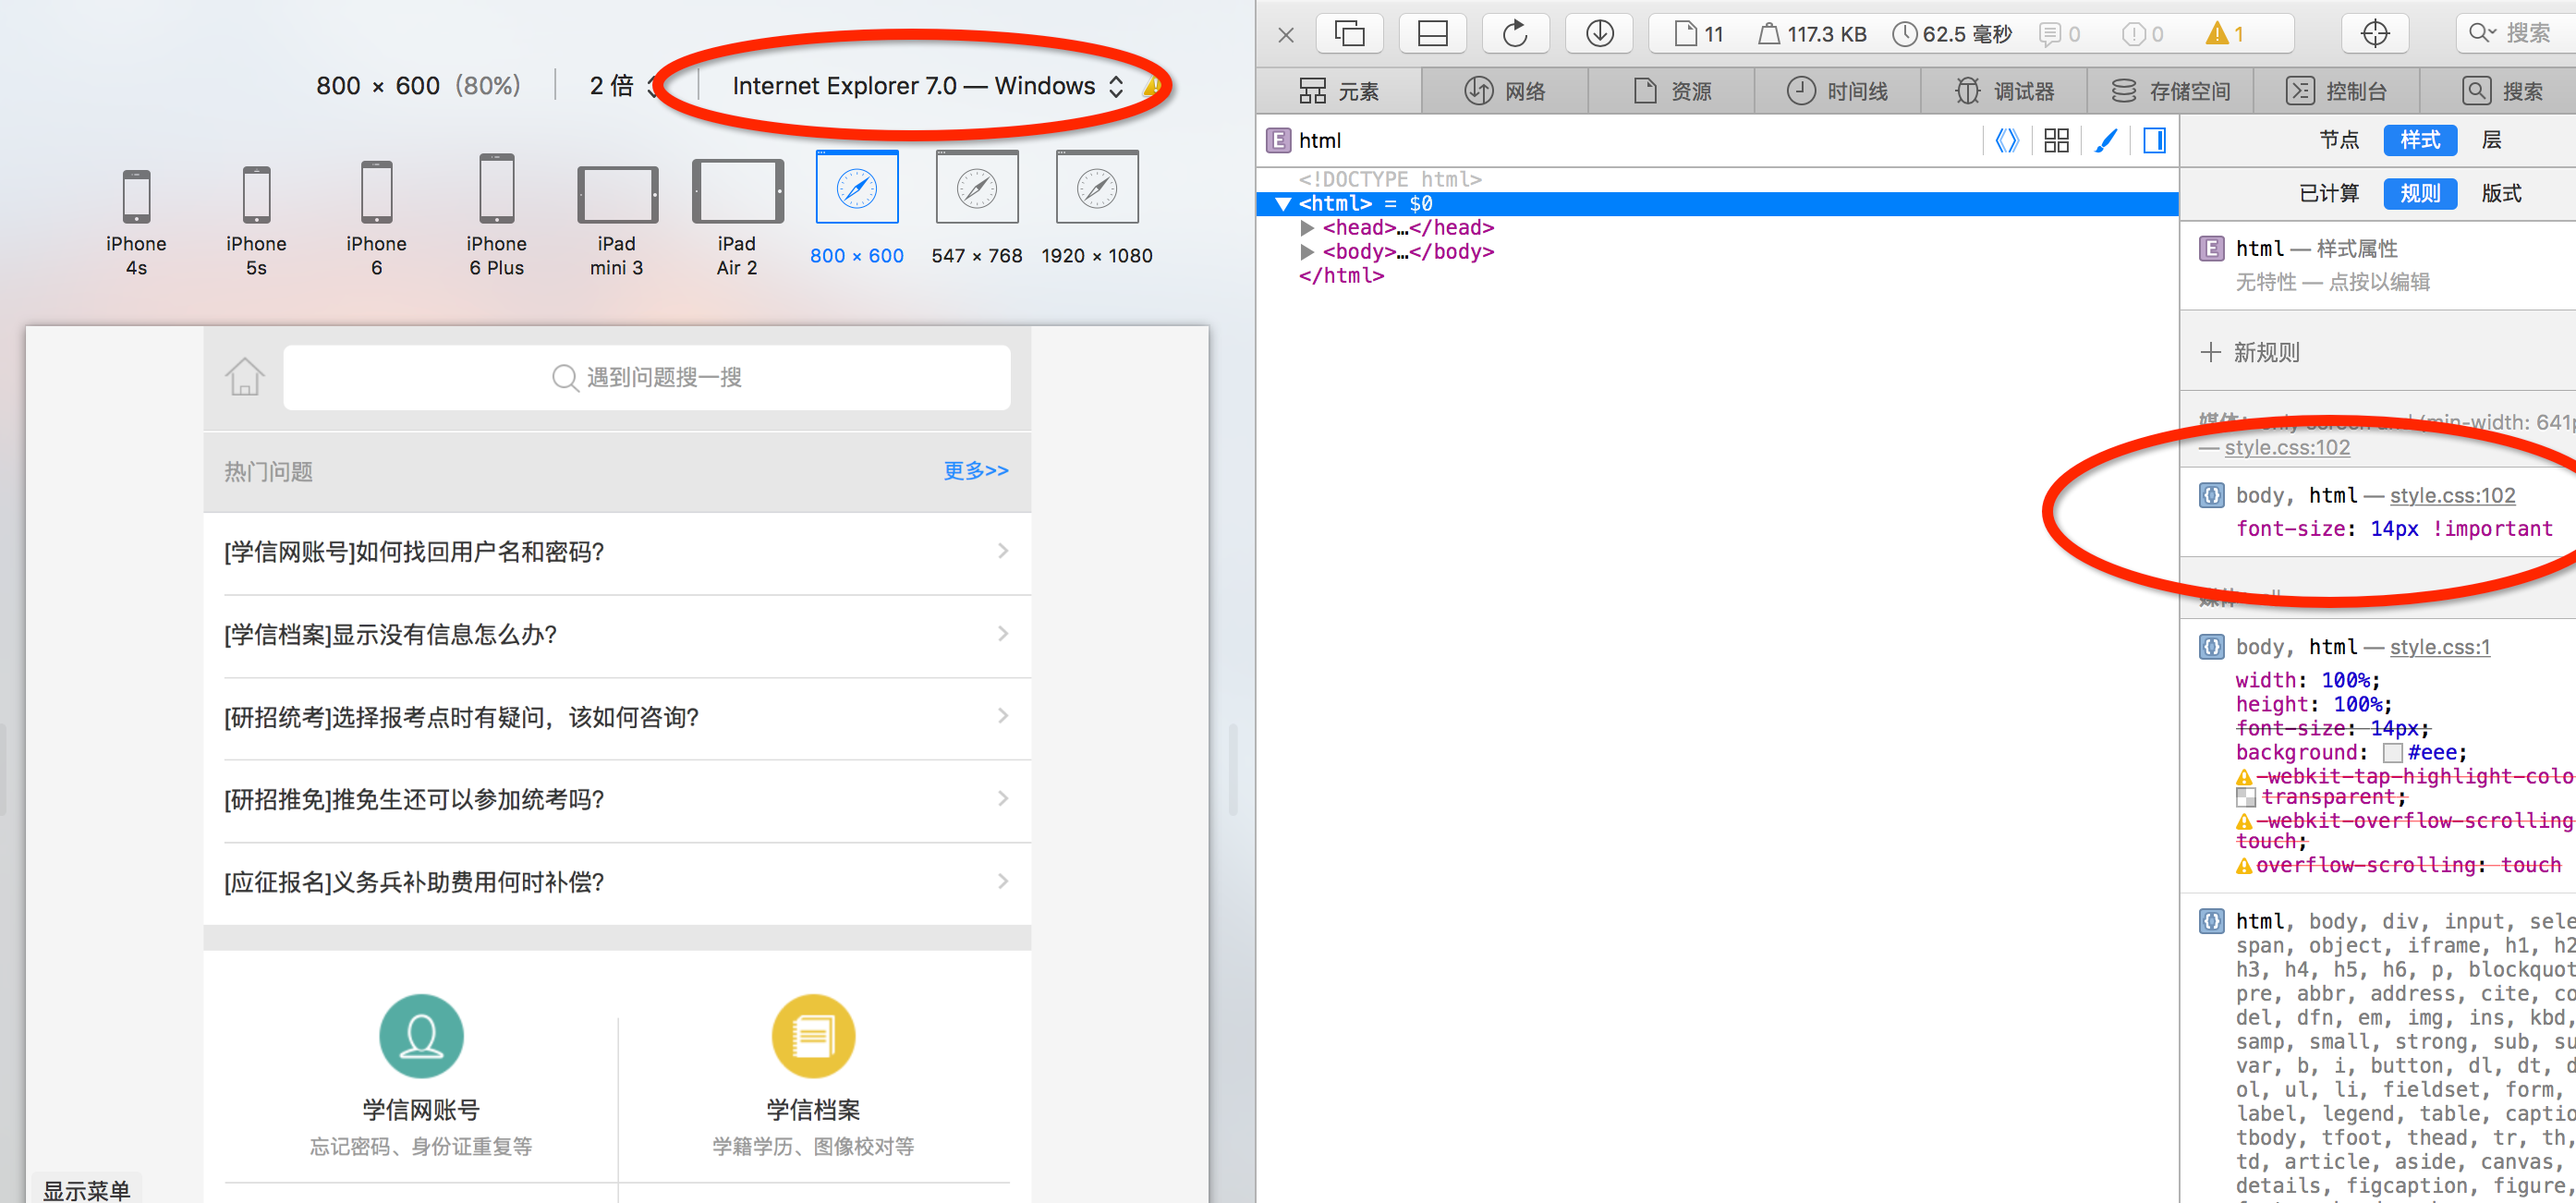 800 × 600 (80%)
2 倍
Internet Explorer 7.0 — Windows
iPhone 4s
iPhone 5s
iPhone 6
iPhone 6 Plus
iPad mini 3
iPad Air 2
800 × 600
547 × 768
1920 × 1080
遇到问题搜一搜
热门问题
更多>>
[学信网账号]如何找回用户名和密码?
[学信档案]显示没有信息怎么办?
[研招统考]选择报考点时有疑问，该如何咨询?
[研招推免]推免生还可以参加统考吗?
[应征报名]义务兵补助费用何时补偿?
学信网账号
忘记密码、身份证重复等
学信档案
学籍学历、图像校对等
显示菜单
11
117.3 KB
62.5 毫秒
0
0
1
搜索
元素
网络
资源
时间线
调试器
存储空间
控制台
搜索
E html
<!DOCTYPE html>
<html> = $0
<head>…</head>
<body>…</body>
</html>
节点
样式
层
已计算
规则
版式
E html — 样式属性
无特性 — 点按以编辑
新规则
(min-width: 641p
— style.css:102
body, html — style.css:102
font-size: 14px !important
body, html — style.css:1
width: 100%;
height: 100%;
font-size: 14px;
background: #eee;
-webkit-tap-highlight-colo
transparent;
-webkit-overflow-scrolling
touch;
overflow-scrolling: touch
html, body, div, input, sele
span, object, iframe, h1, h2
h3, h4, h5, h6, p, blockquot
pre, abbr, address, cite, co
del, dfn, em, img, ins, kbd,
samp, small, strong, sub, su
var, b, i, button, dl, dt, d
ol, ul, li, fieldset, form,
label, legend, table, captio
tbody, tfoot, thead, tr, th,
td, article, aside, canvas,
details, figcaption, figure,